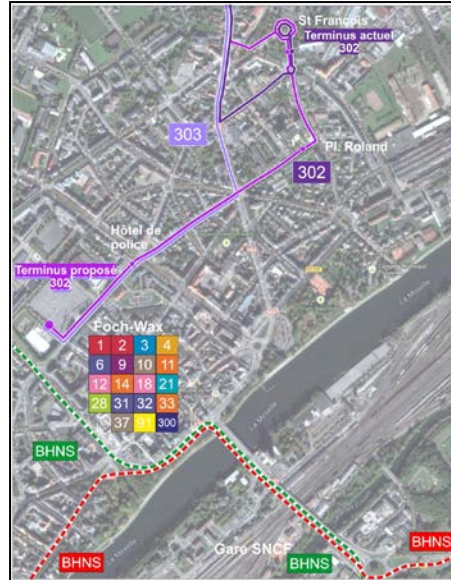 St François
Terminus actuel
302
303
Pl. Roland
302
Hôtel de
police
Terminus proposé
302
La Moselle
Foch-Wax
1 2 3 4
6 9 10 11
12 14 18 21
28 31 32 33
37 91 300
BHNS
Gare SNCF
BHNS
BHNS
BHNS